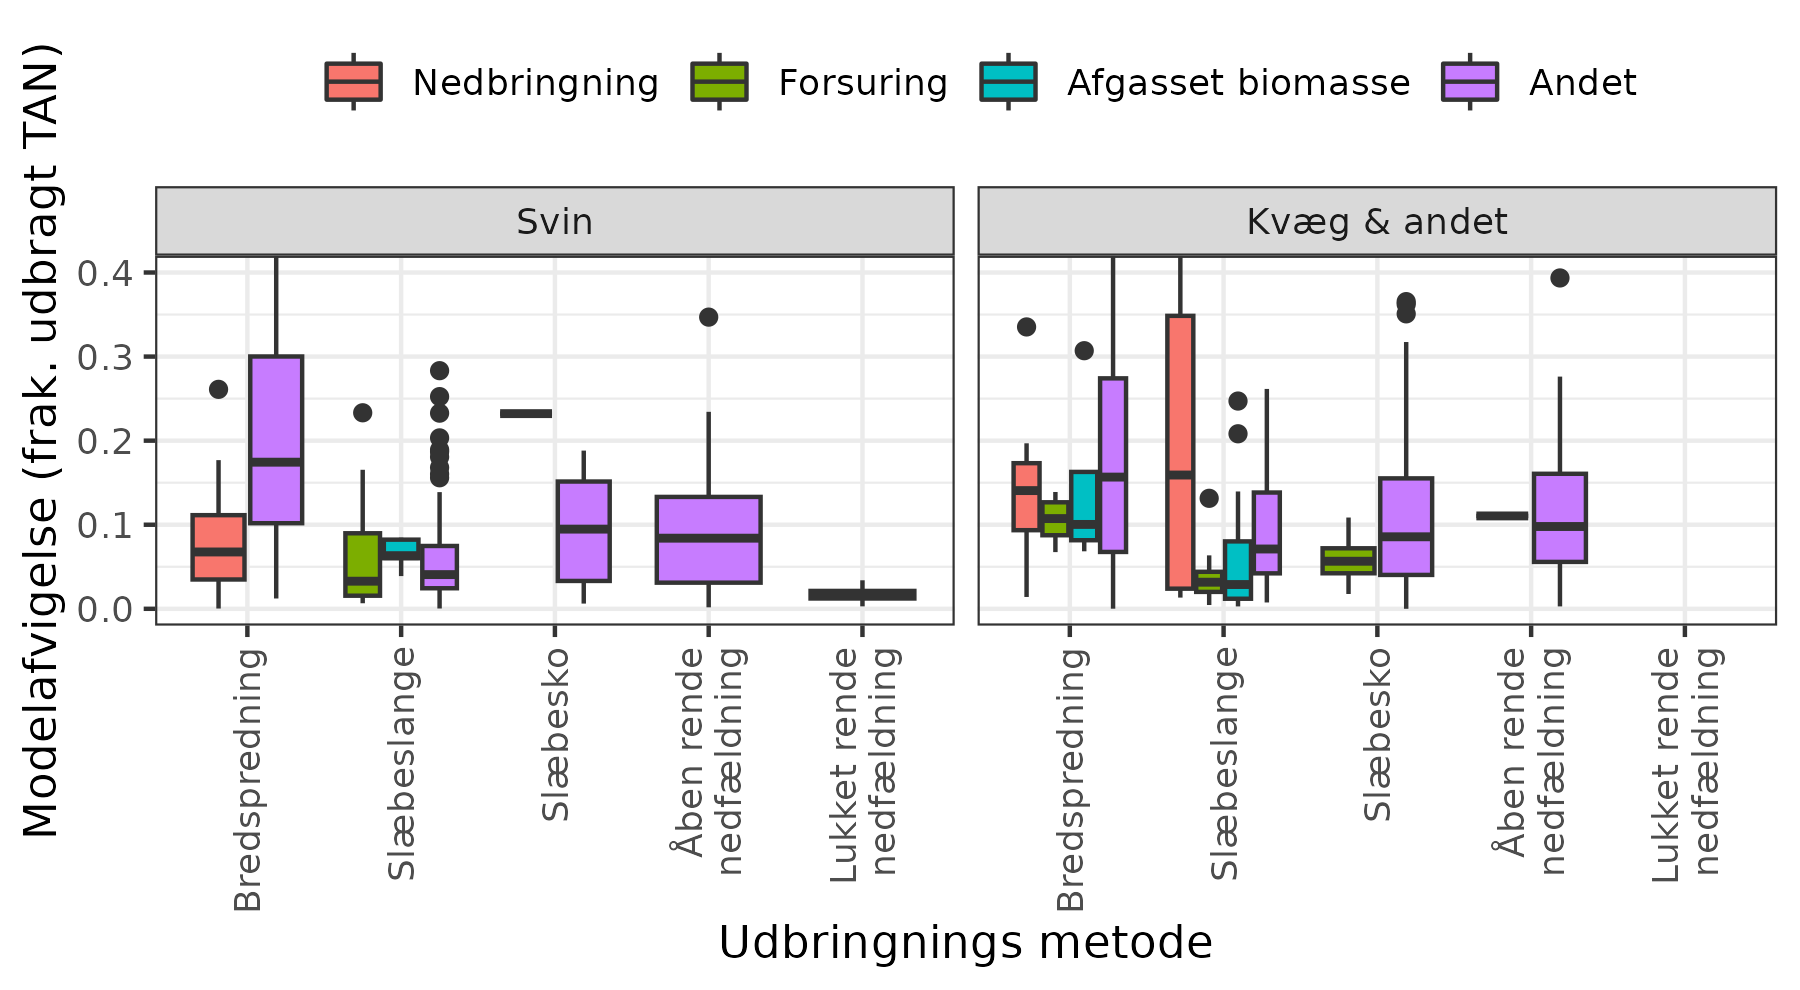 Nedbringning Forsuring Afgasset biomasse Andet
Modelafvigelse (frak. udbragt TAN)
Svin
Kvæg & andet
0.4
0.3
0.2
0.1
0.0
Bredspredning
Slæbeslange
Slæbesko
Åben rende
nedfældning
Lukket rende
nedfældning
Bredspredning
Slæbeslange
Slæbesko
Åben rende
nedfældning
Lukket rende
nedfældning
Udbringnings metode